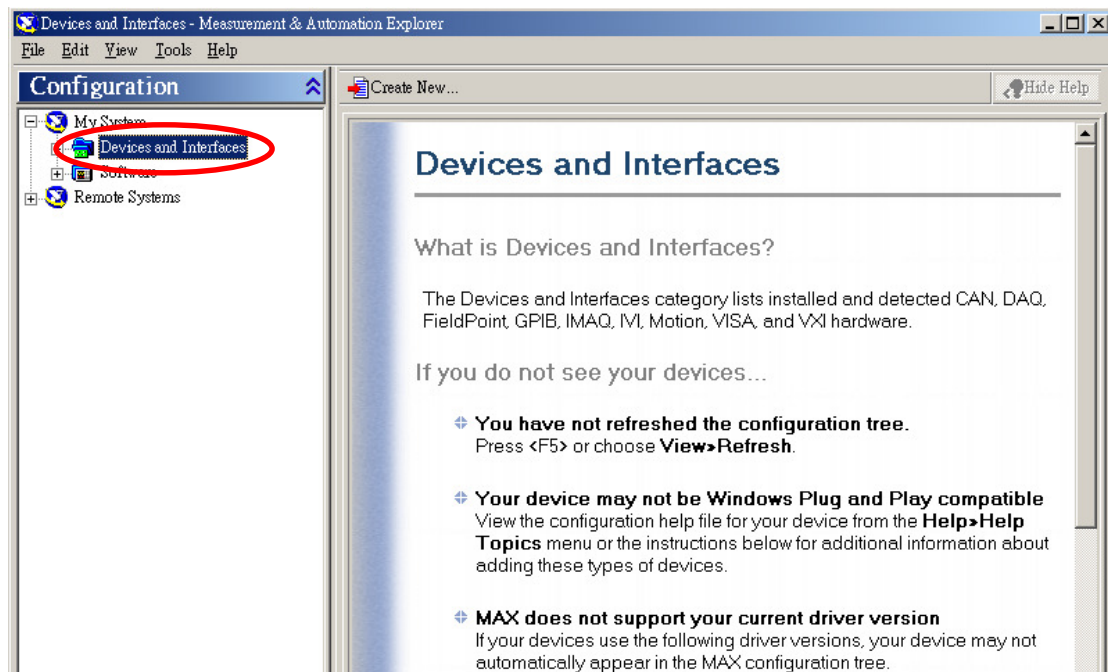 Devices and Interfaces - Measurement & Automation Explorer
File Edit View Tools Help
Configuration
Create New...
Hide Help
My System
Devices and Interfaces
Software
Remote Systems
Devices and Interfaces
What is Devices and Interfaces?
The Devices and Interfaces category lists installed and detected CAN, DAQ,
FieldPoint, GPIB, IMAQ, IVI, Motion, VISA, and VXI hardware.
If you do not see your devices...
You have not refreshed the configuration tree.
Press <F5> or choose View»Refresh.
Your device may not be Windows Plug and Play compatible
View the configuration help file for your device from the Help»Help
Topics menu or the instructions below for additional information about
adding these types of devices.
MAX does not support your current driver version
If your devices use the following driver versions, your device may not
automatically appear in the MAX configuration tree.